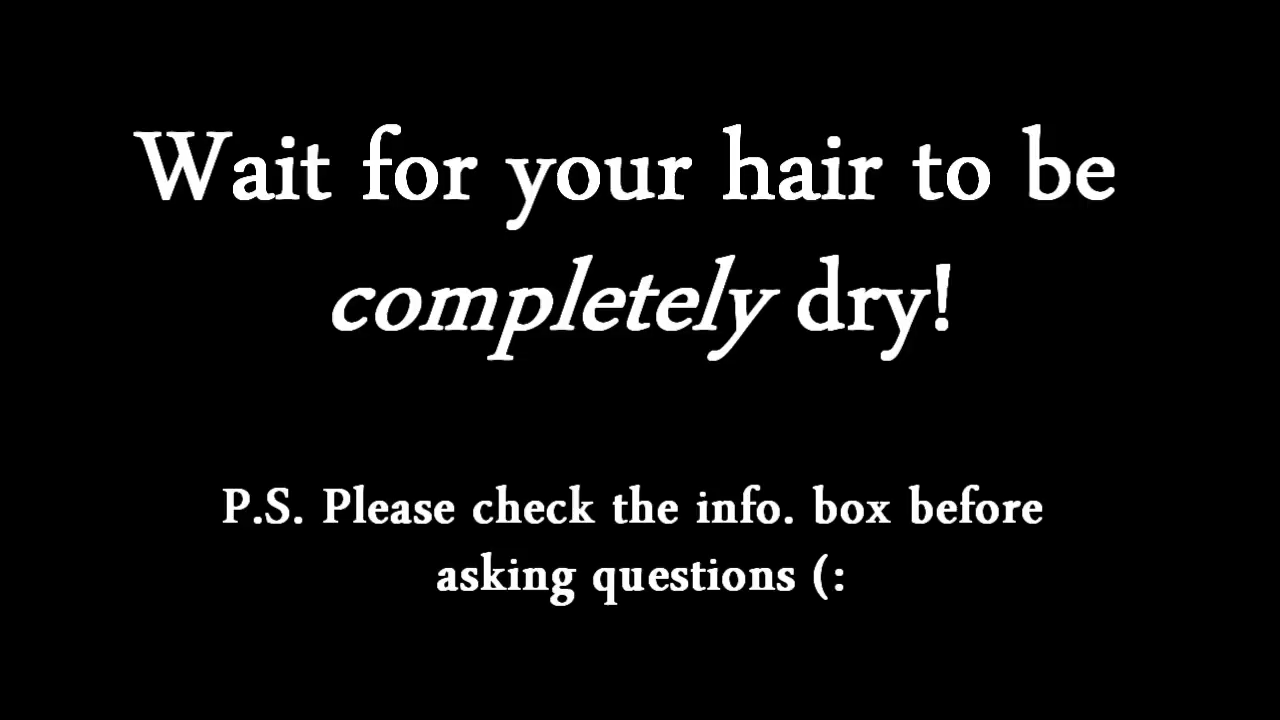 Wait for your hair to be
completely dry!
P.S. Please check the info. box before
asking questions (: